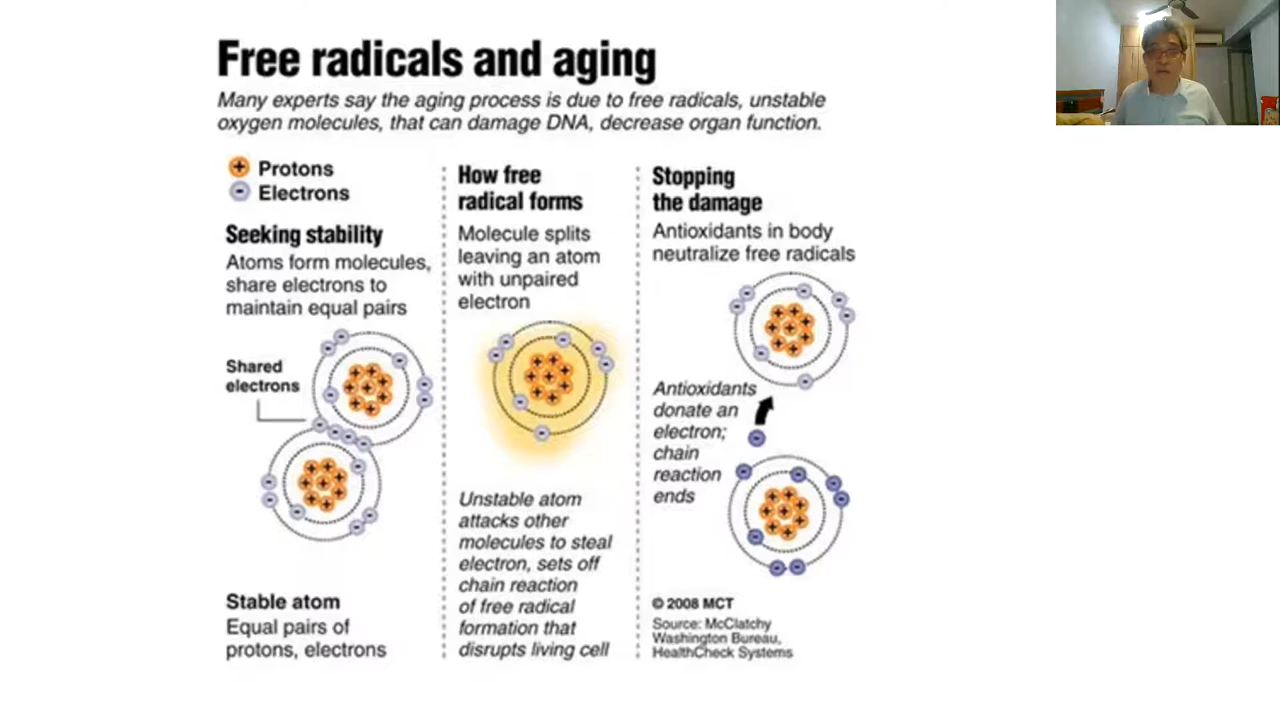 Free radicals and aging
Many experts say the aging process is due to free radicals, unstable
oxygen molecules, that can damage DNA, decrease organ function.
Protons
Electrons
Seeking stability
Atoms form molecules,
share electrons to
maintain equal pairs
Shared
electrons
Stable atom
Equal pairs of
protons, electrons
How free
radical forms
Molecule splits
leaving an atom
with unpaired
electron
Unstable atom
attacks other
molecules to steal
electron, sets off
chain reaction
of free radical
formation that
disrupts living cell
Stopping
the damage
Antioxidants in body
neutralize free radicals
Antioxidants
donate an
electron;
chain
reaction
ends
© 2008 MCT
Source: McClatchy
Washington Bureau,
HealthCheck Systems